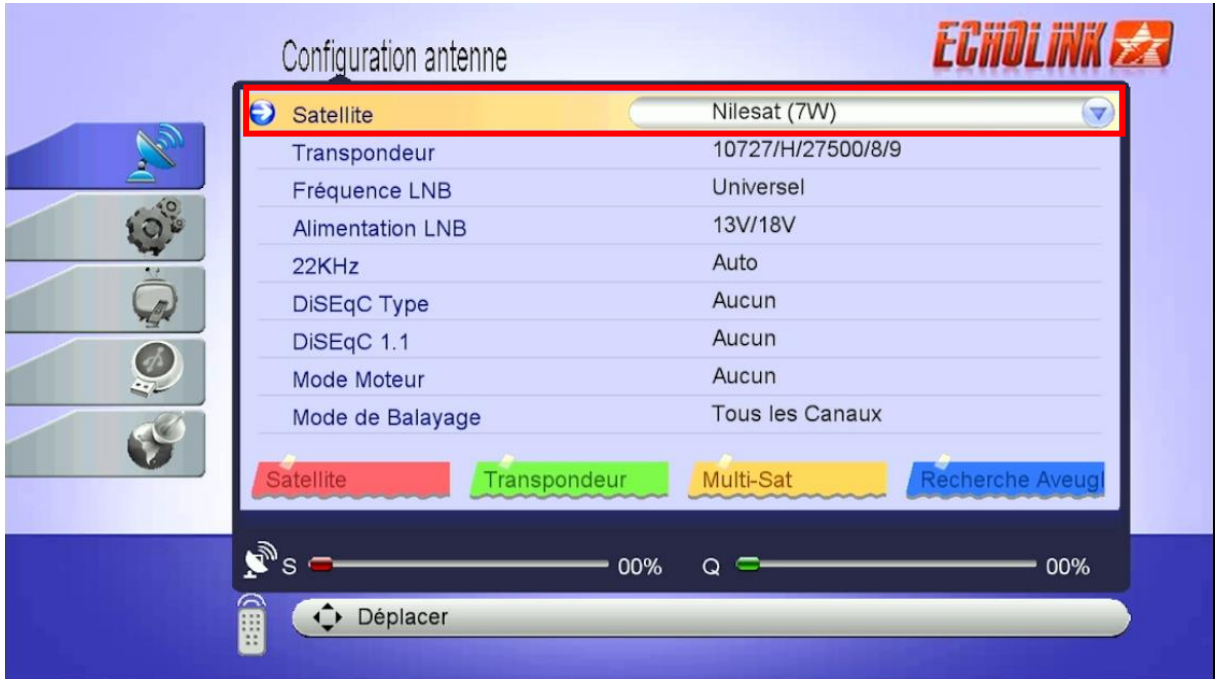 Configuration antenne
ECHOLINK
Satellite Nilesat (7W)
Transpondeur 10727/H/27500/8/9
Fréquence LNB Universel
Alimentation LNB 13V/18V
22KHz Auto
DiSEqC Type Aucun
DiSEqC 1.1 Aucun
Mode Moteur Aucun
Mode de Balayage Tous les Canaux
Satellite Transpondeur Multi-Sat Recherche Aveugl
S 00% Q 00%
Déplacer